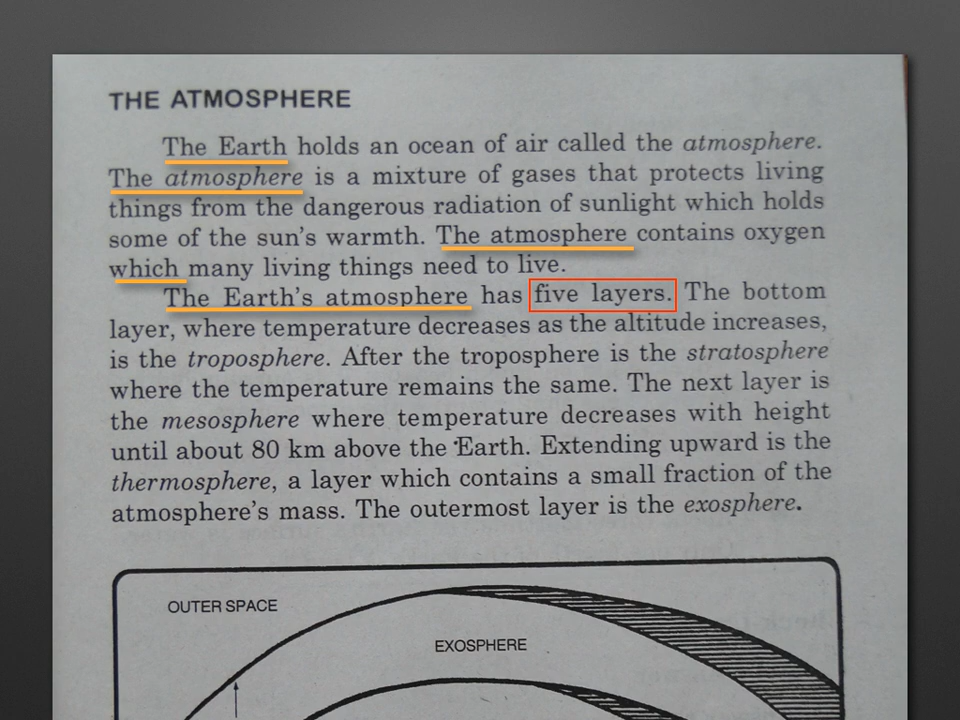 THE ATMOSPHERE
The Earth holds an ocean of air called the atmosphere.
The atmosphere is a mixture of gases that protects living
things from the dangerous radiation of sunlight which holds
some of the sun's warmth. The atmosphere contains oxygen
which many living things need to live.
The Earth's atmosphere has five layers. The bottom
layer, where temperature decreases as the altitude increases,
is the troposphere. After the troposphere is the stratosphere
where the temperature remains the same. The next layer is
the mesosphere where temperature decreases with height
until about 80 km above the Earth. Extending upward is the
thermosphere, a layer which contains a small fraction of the
atmosphere's mass. The outermost layer is the exosphere.
OUTER SPACE
EXOSPHERE